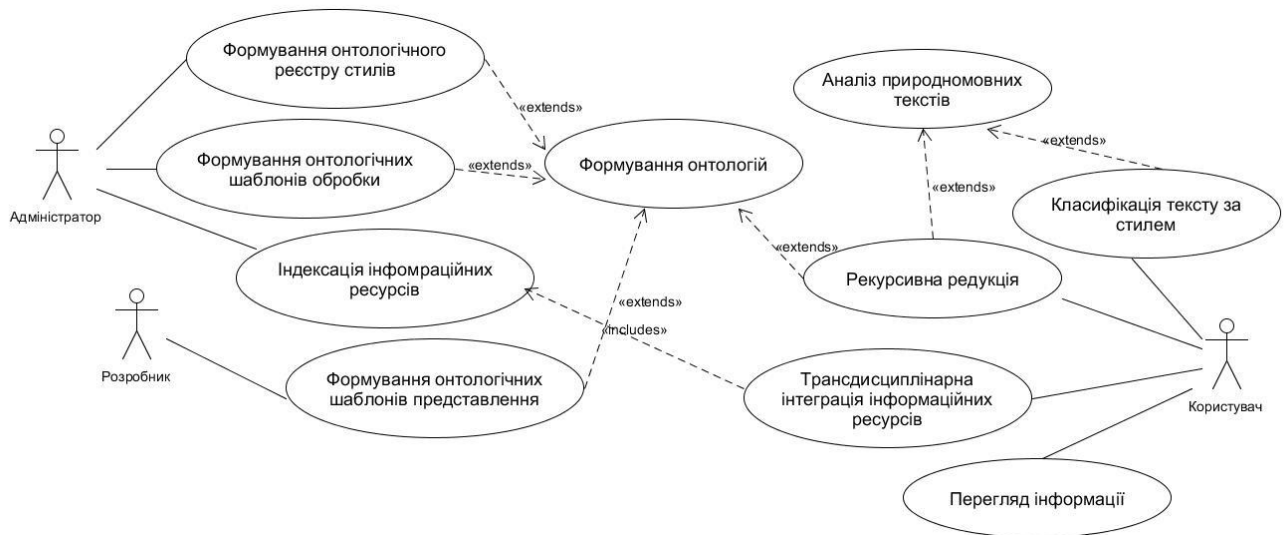 Формування онтологічного
реєстру стилів
Аналіз природномовних
текстів
«extends»
Адміністратор
Формування онтологічних
шаблонів обробки
«extends»
Формування онтологій
«extends»
«extends»
Класифікація тексту за
стилем
Індексація інфомраційних
ресурсів
«extends»
Рекурсивна редукція
«extends»
«includes»
Розробник
Формування онтологічних
шаблонів представлення
Трансдисциплінарна
інтеграція інформаційних
ресурсів
Користувач
Перегляд інформації